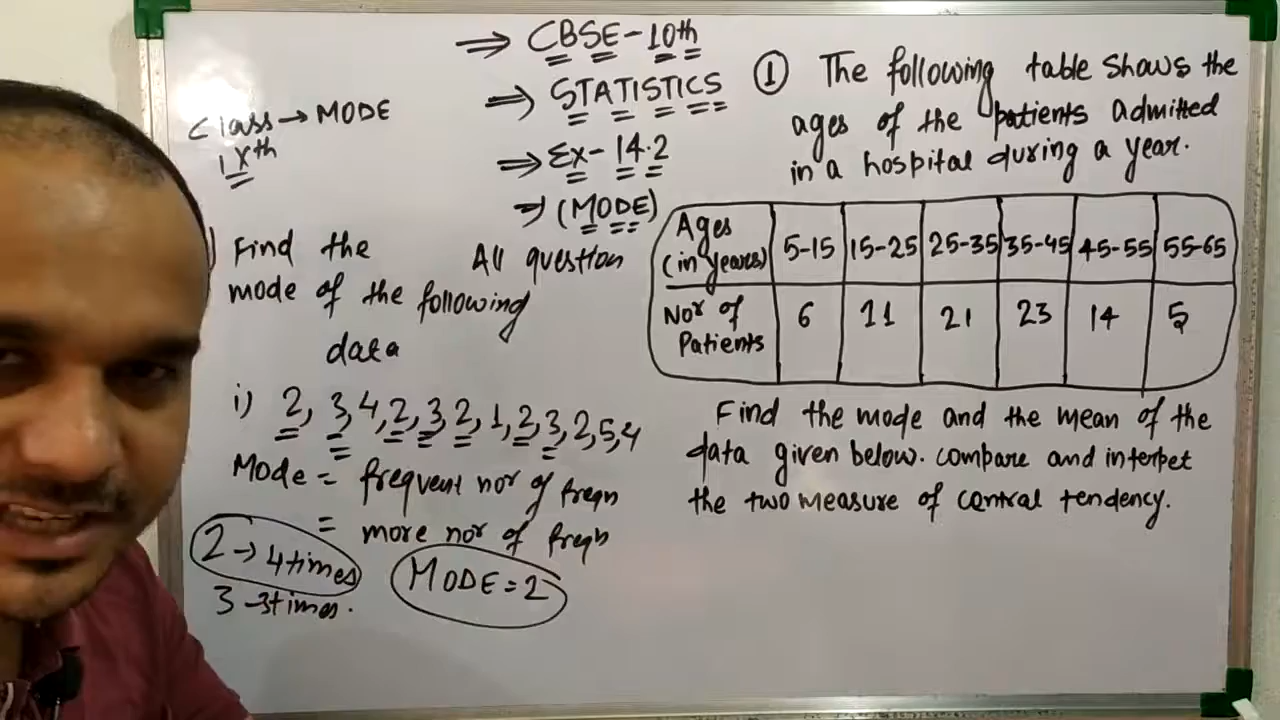 ⇒ CBSE-10th
⇒ STATISTICS
⇒ Ex-14.2
⇒ (MODE)
All question
Class → MODE
IXth
) Find the
mode of the following
data
i) 2, 3, 4, 2, 3, 2, 1, 2, 3, 2, 5, 4
Mode = frequent nor of freqn
= more nor of freqn
2 → 4 times
3 → 3 times.
MODE = 2
① The following table shows the
ages of the patients admitted
in a hospital during a year.
Ages (in years) 5-15 15-25 25-35 35-45 45-55 55-65
Nor of Patients 6 11 21 23 14 5
Find the mode and the mean of the
data given below. compare and interpet
the two measure of central tendency.